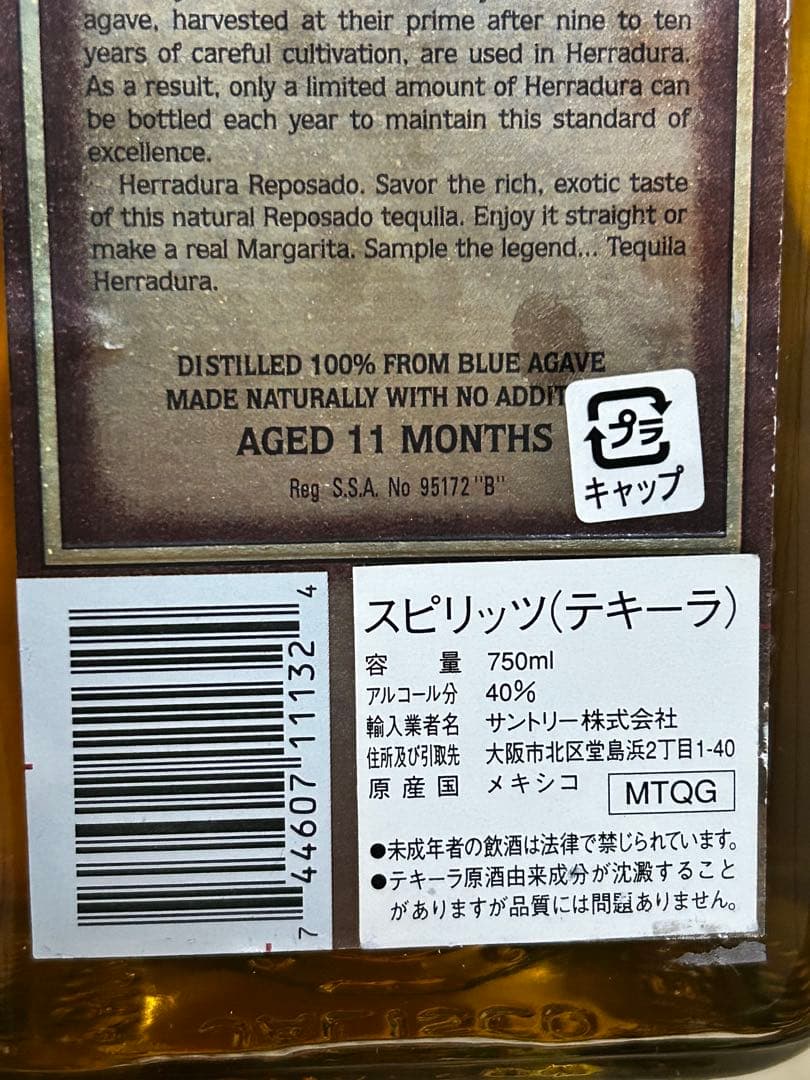 agave, harvested at their prime after nine to ten
years of careful cultivation, are used in Herradura.
As a result, only a limited amount of Herradura can
be bottled each year to maintain this standard of
excellence.
Herradura Reposado. Savor the rich, exotic taste
of this natural Reposado tequila. Enjoy it straight or
make a real Margarita. Sample the legend... Tequila
Herradura.
DISTILLED 100% FROM BLUE AGAVE
MADE NATURALLY WITH NO ADDIT
AGED 11 MONTHS
Reg S.S.A. No 95172 "B"
プラ
キャップ
7 44607 11132 4
スピリッツ(テキーラ)
容 量 750ml
アルコール分 40%
輸入業者名 サントリー株式会社
住所及び引取先 大阪市北区堂島浜2丁目1-40
原産国 メキシコ
MTQG
●未成年者の飲酒は法律で禁じられています。
●テキーラ原酒由来成分が沈澱すること
がありますが品質には問題ありません。